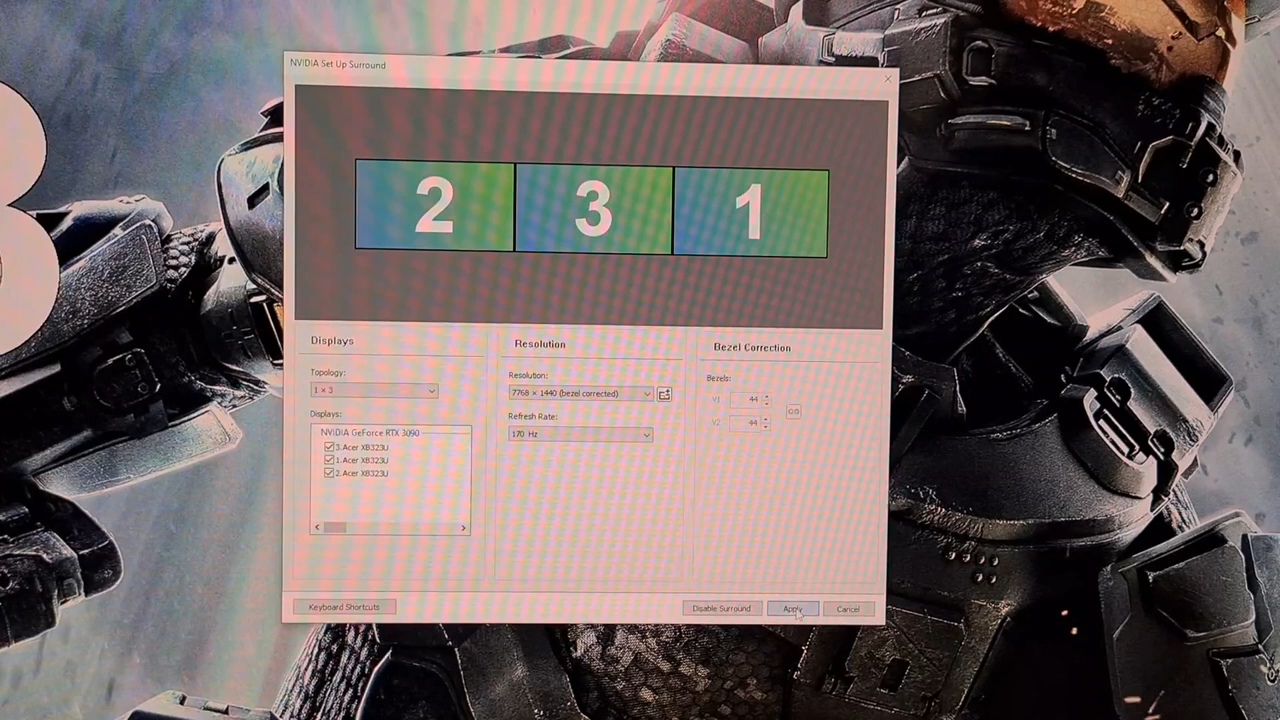 NVIDIA Set Up Surround
2 3 1
Displays
Topology:
1 × 3
Displays:
NVIDIA GeForce RTX 3090
3. Acer XB323U
1. Acer XB323U
2. Acer XB323U
Resolution
Resolution:
7768 × 1440 (bezel corrected)
Refresh Rate:
170 Hz
Bezel Correction
Bezels:
V1 44
V2 44
Keyboard Shortcuts
Disable Surround Apply Cancel